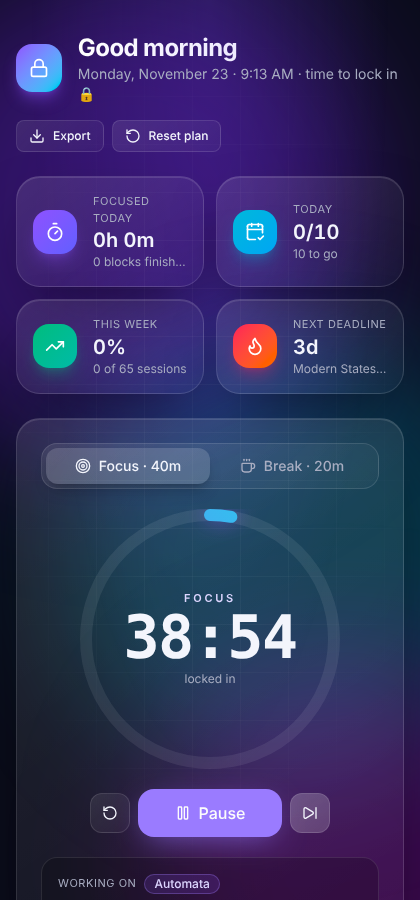 Good morning
Monday, November 23 · 9:13 AM · time to lock in
🔒
Export
Reset plan
FOCUSED
TODAY
0h 0m
0 blocks finish...
TODAY
0/10
10 to go
THIS WEEK
0%
0 of 65 sessions
NEXT DEADLINE
3d
Modern States...
Focus · 40m
Break · 20m
FOCUS
38:54
locked in
Pause
WORKING ON
Automata